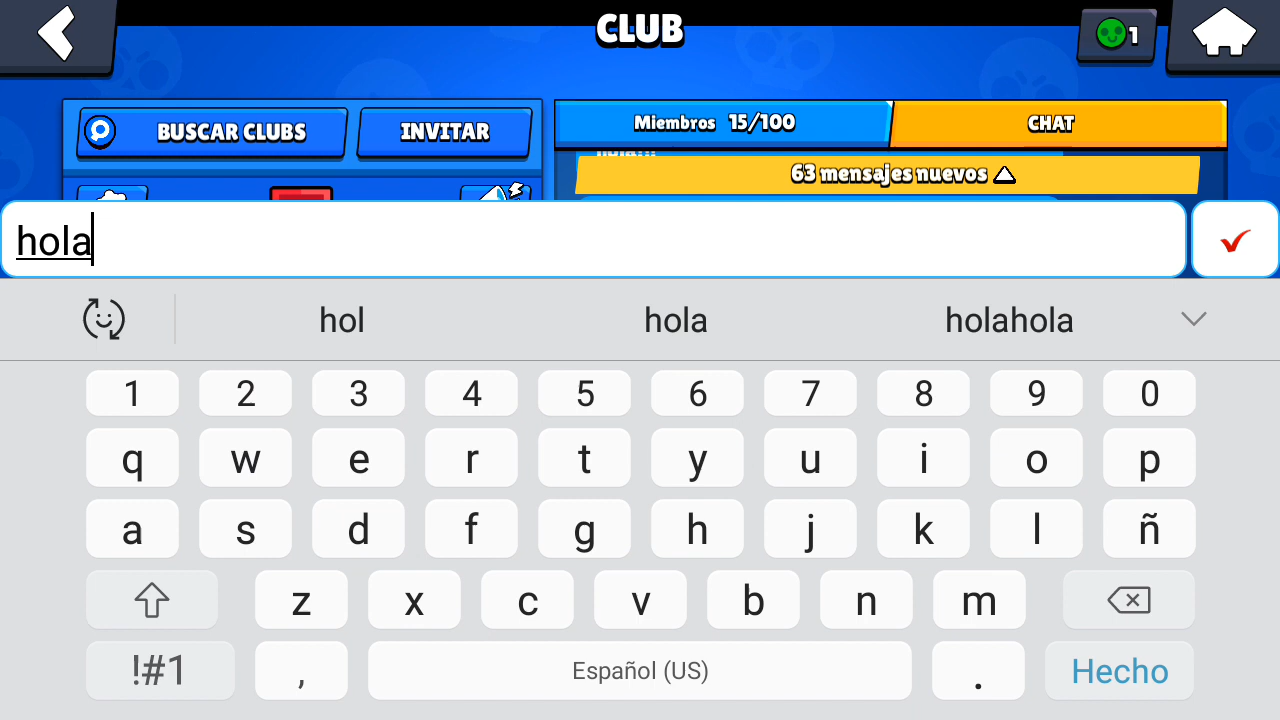 CLUB
1
BUSCAR CLUBS
INVITAR
Miembros 15/100
CHAT
63 mensajes nuevos
hola
hol
hola
holahola
1 2 3 4 5 6 7 8 9 0
q w e r t y u i o p
a s d f g h j k l ñ
z x c v b n m
!#1 , Español (US) . Hecho